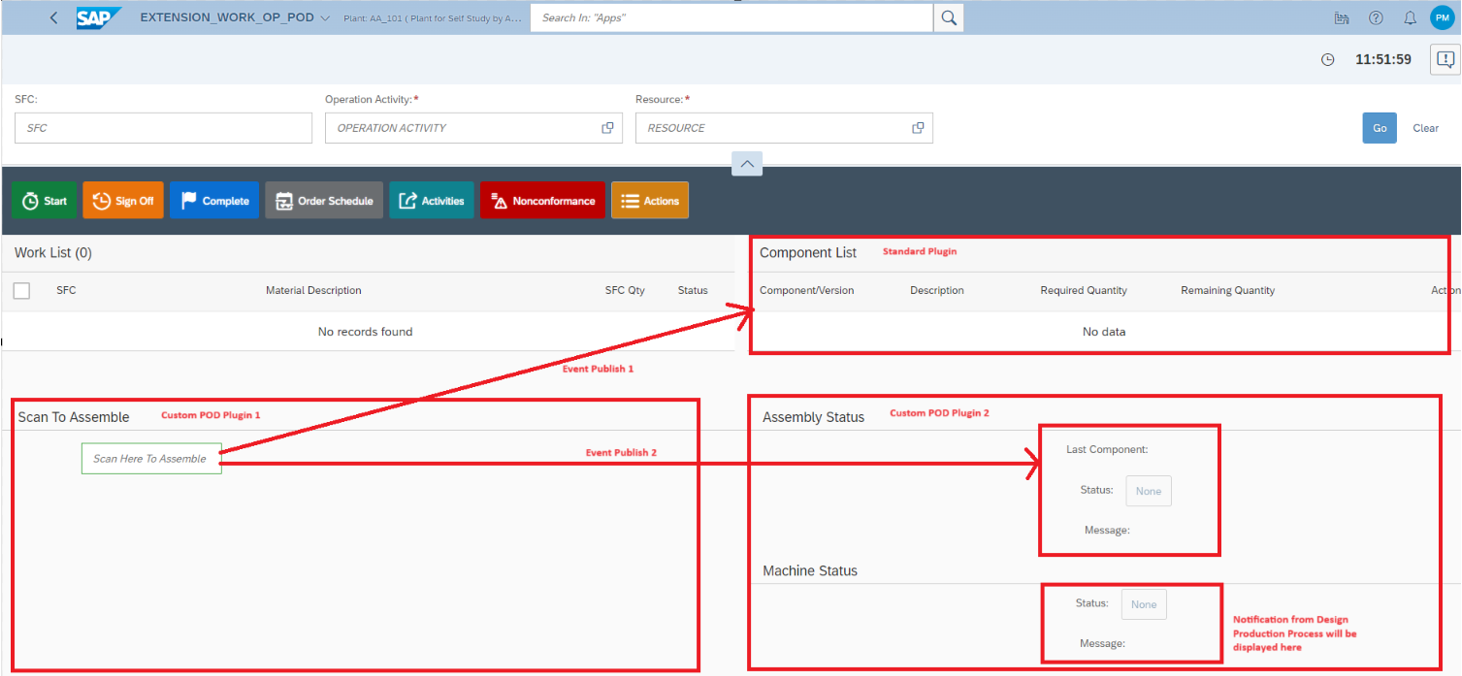 SAP EXTENSION_WORK_OP_POD Plant: AA_101 ( Plant for Self Study by A... Search In: "Apps" PM
11:51:59
SFC: Operation Activity:* Resource:*
SFC OPERATION ACTIVITY RESOURCE Go Clear
Start Sign Off Complete Order Schedule Activities Nonconformance Actions
Work List (0) Component List Standard Plugin
SFC Material Description SFC Qty Status Component/Version Description Required Quantity Remaining Quantity Action
No records found No data
Event Publish 1
Scan To Assemble Custom POD Plugin 1 Assembly Status Custom POD Plugin 2
Scan Here To Assemble Event Publish 2 Last Component:
Status: None
Message:
Machine Status
Status: None
Message:
Notification from Design
Production Process will be
displayed here